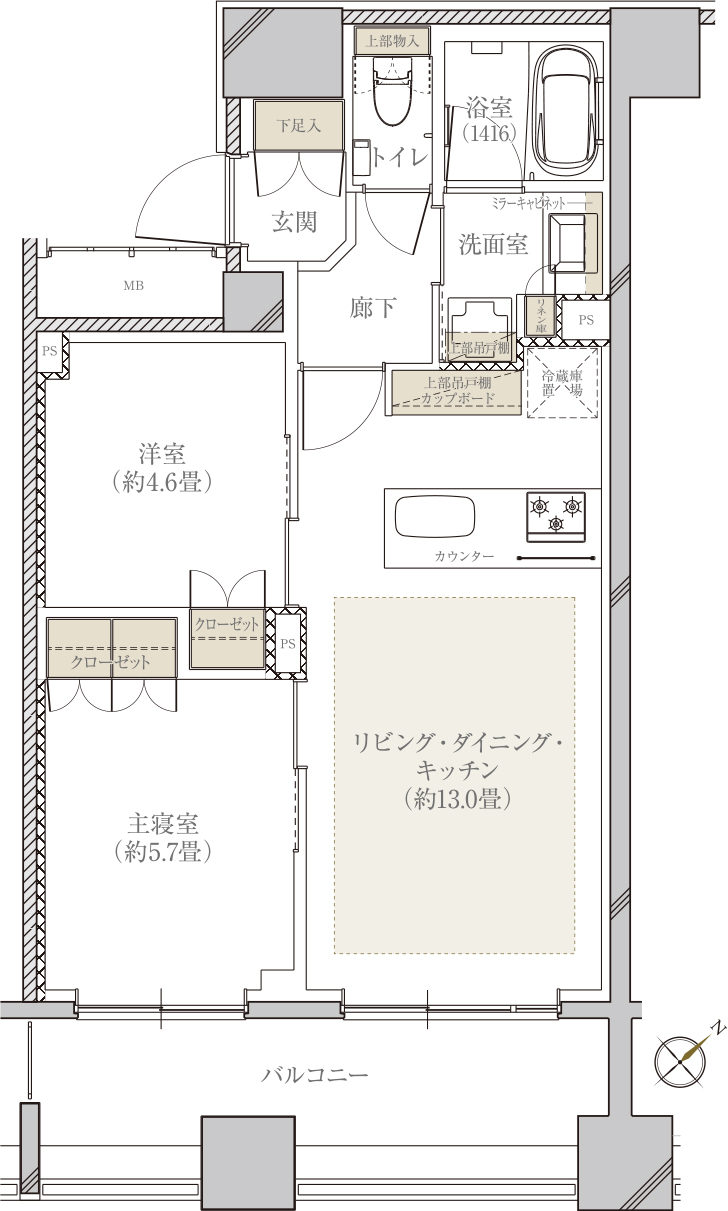 上部物入
浴室
(1416)
下足入
トイレ
ミラーキャビネット
玄関
洗面室
MB
廊下
リネン庫
PS
上部吊戸棚
PS
上部吊戸棚
カップボード
冷蔵庫
置場
洋室
(約4.6畳)
カウンター
クローゼット
PS
クローゼット
リビング・ダイニング・
キッチン
(約13.0畳)
主寝室
(約5.7畳)
N
バルコニー